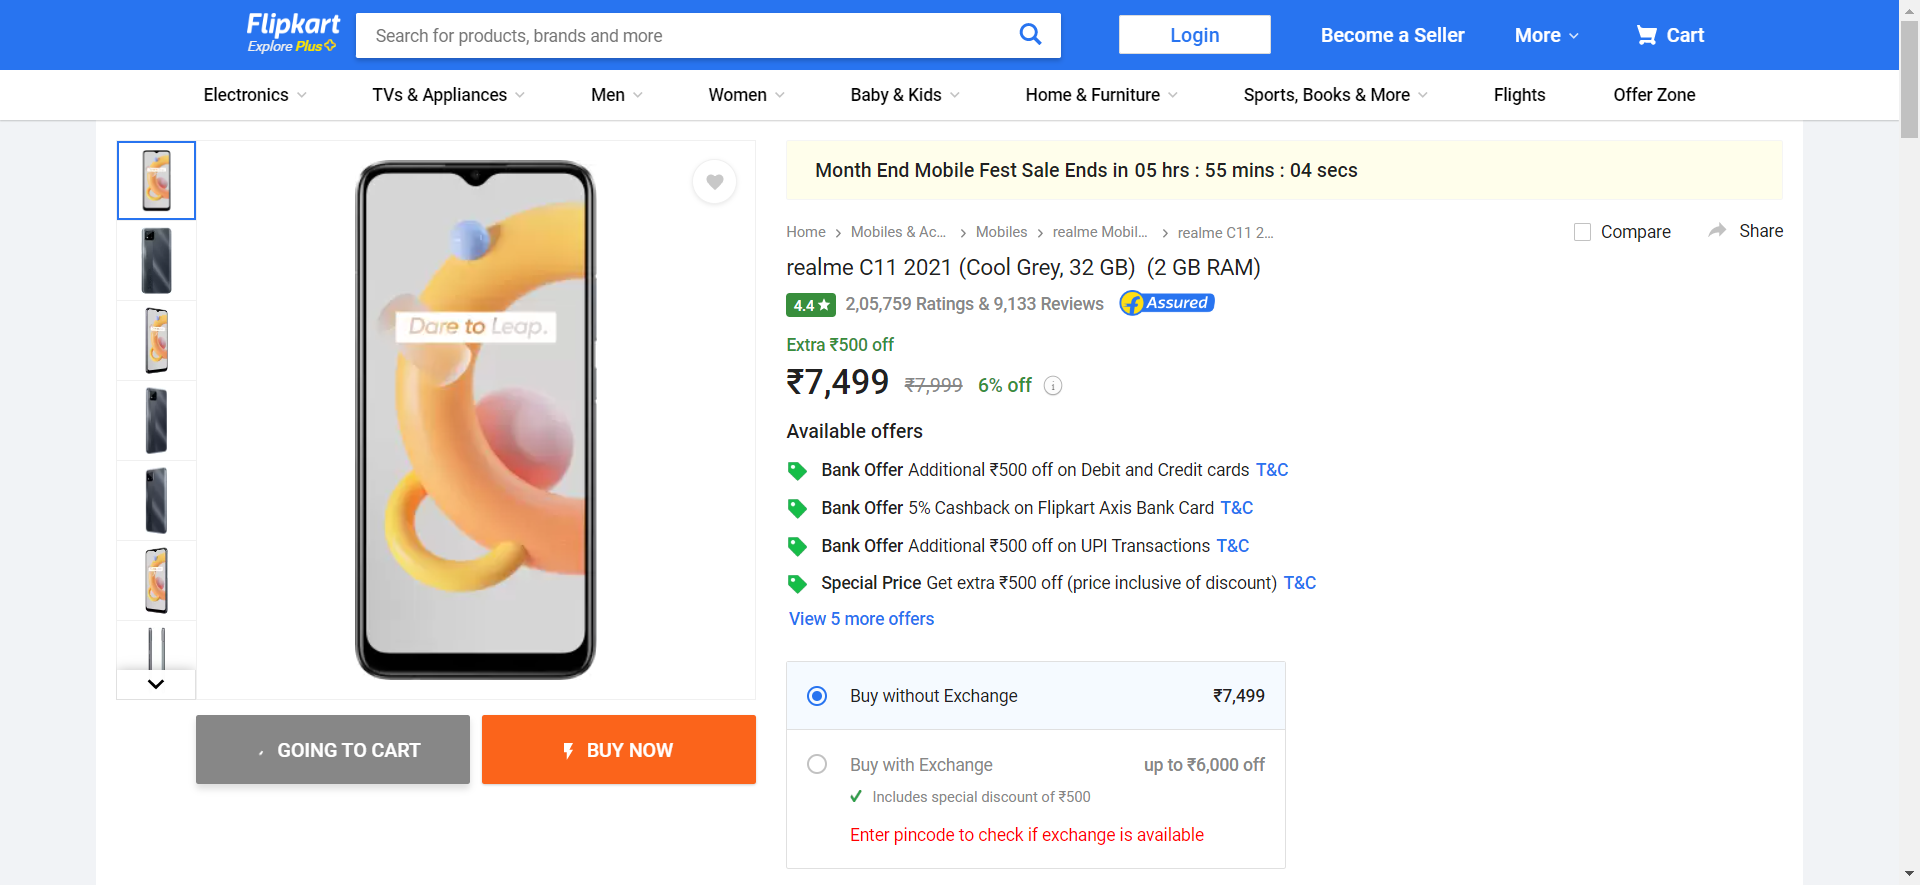 Flipkart
Explore Plus
Search for products, brands and more
Login
Become a Seller
More
Cart
Electronics
TVs & Appliances
Men
Women
Baby & Kids
Home & Furniture
Sports, Books & More
Flights
Offer Zone
Dare to Leap.
GOING TO CART
BUY NOW
Month End Mobile Fest Sale Ends in 05 hrs : 55 mins : 04 secs
Home > Mobiles & Ac... > Mobiles > realme Mobil... > realme C11 2...
Compare
Share
realme C11 2021 (Cool Grey, 32 GB) (2 GB RAM)
4.4★ 2,05,759 Ratings & 9,133 Reviews Assured
Extra ₹500 off
₹7,499 ₹7,999 6% off i
Available offers
Bank Offer Additional ₹500 off on Debit and Credit cards T&C
Bank Offer 5% Cashback on Flipkart Axis Bank Card T&C
Bank Offer Additional ₹500 off on UPI Transactions T&C
Special Price Get extra ₹500 off (price inclusive of discount) T&C
View 5 more offers
Buy without Exchange ₹7,499
Buy with Exchange up to ₹6,000 off
Includes special discount of ₹500
Enter pincode to check if exchange is available